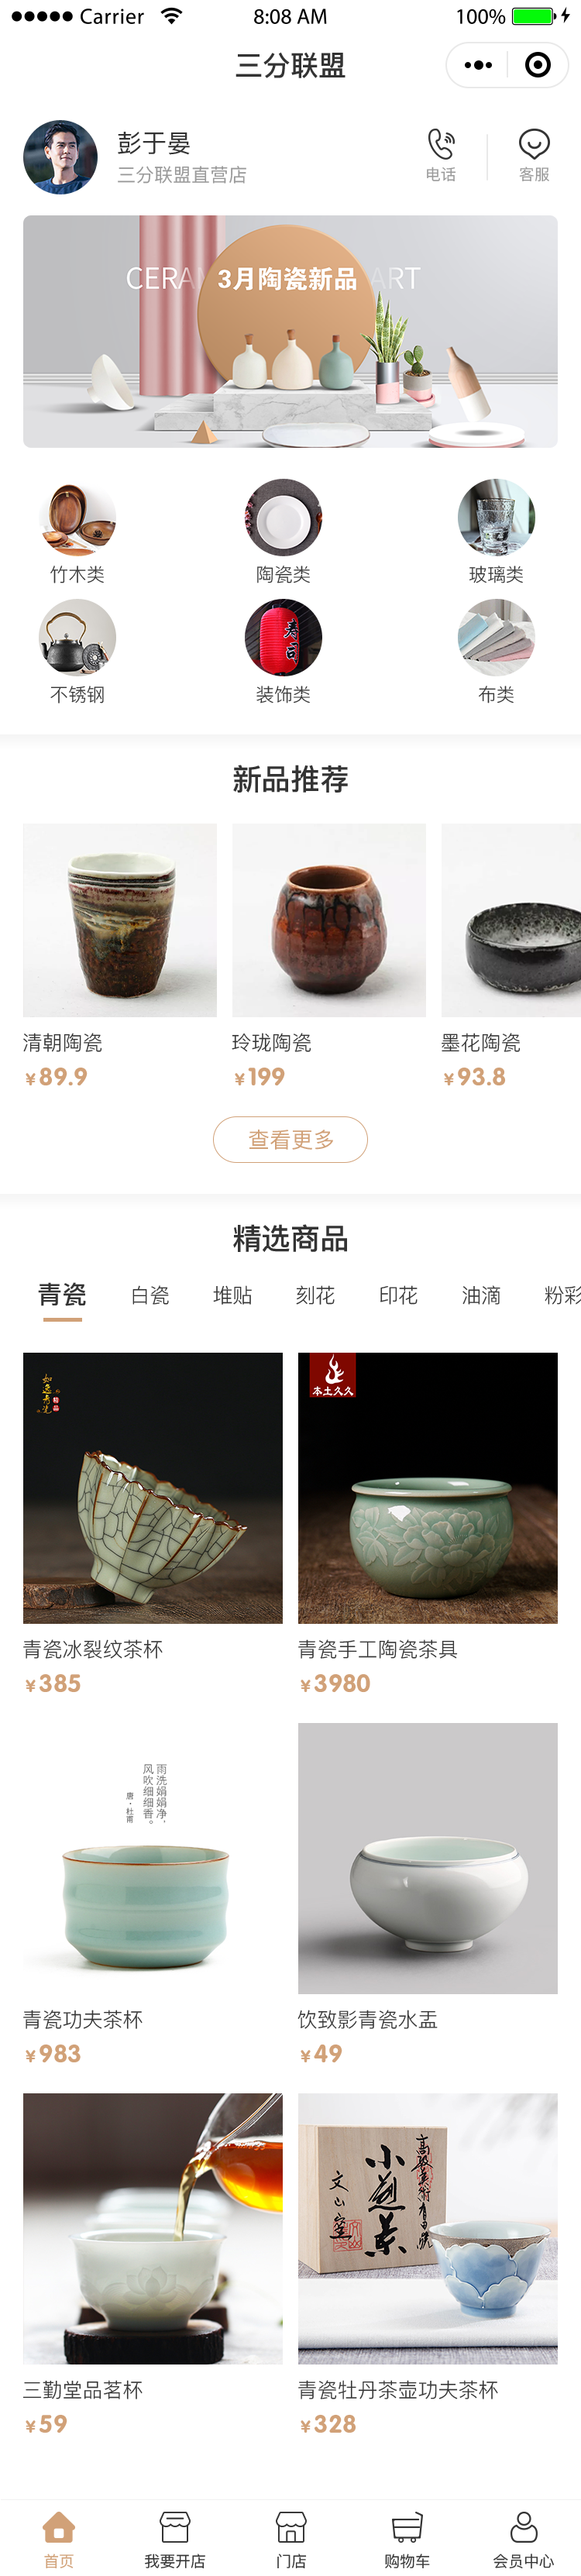 Carrier 8:08 AM 100%
三分联盟
彭于晏
三分联盟直营店
电话 客服
3月陶瓷新品
竹木类 陶瓷类 玻璃类
寿司
不锈钢 装饰类 布类
新品推荐
清朝陶瓷 玲珑陶瓷 墨花陶瓷
¥89.9 ¥199 ¥93.8
查看更多
精选商品
青瓷 白瓷 堆贴 刻花 印花 油滴 粉彩
本土久久
青瓷冰裂纹茶杯 青瓷手工陶瓷茶具
¥385 ¥3980
雨洗娟娟净,
风吹细细香。
唐·杜甫
青瓷功夫茶杯 饮致影青瓷水盂
¥983 ¥49
文山窑
三勤堂品茗杯 青瓷牡丹茶壶功夫茶杯
¥59 ¥328
首页 我要开店 门店 购物车 会员中心